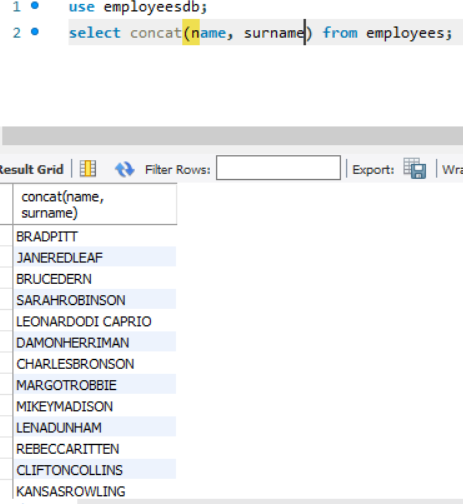 1 use employeesdb;
2 select concat(name, surname) from employees;
Result Grid Filter Rows: Export: Wra
concat(name,
surname)
BRADPITT
JANEREDLEAF
BRUCEDERN
SARAHROBINSON
LEONARDODI CAPRIO
DAMONHERRIMAN
CHARLESBRONSON
MARGOTROBBIE
MIKEYMADISON
LENADUNHAM
REBECCARITTEN
CLIFTONCOLLINS
KANSASROWLING